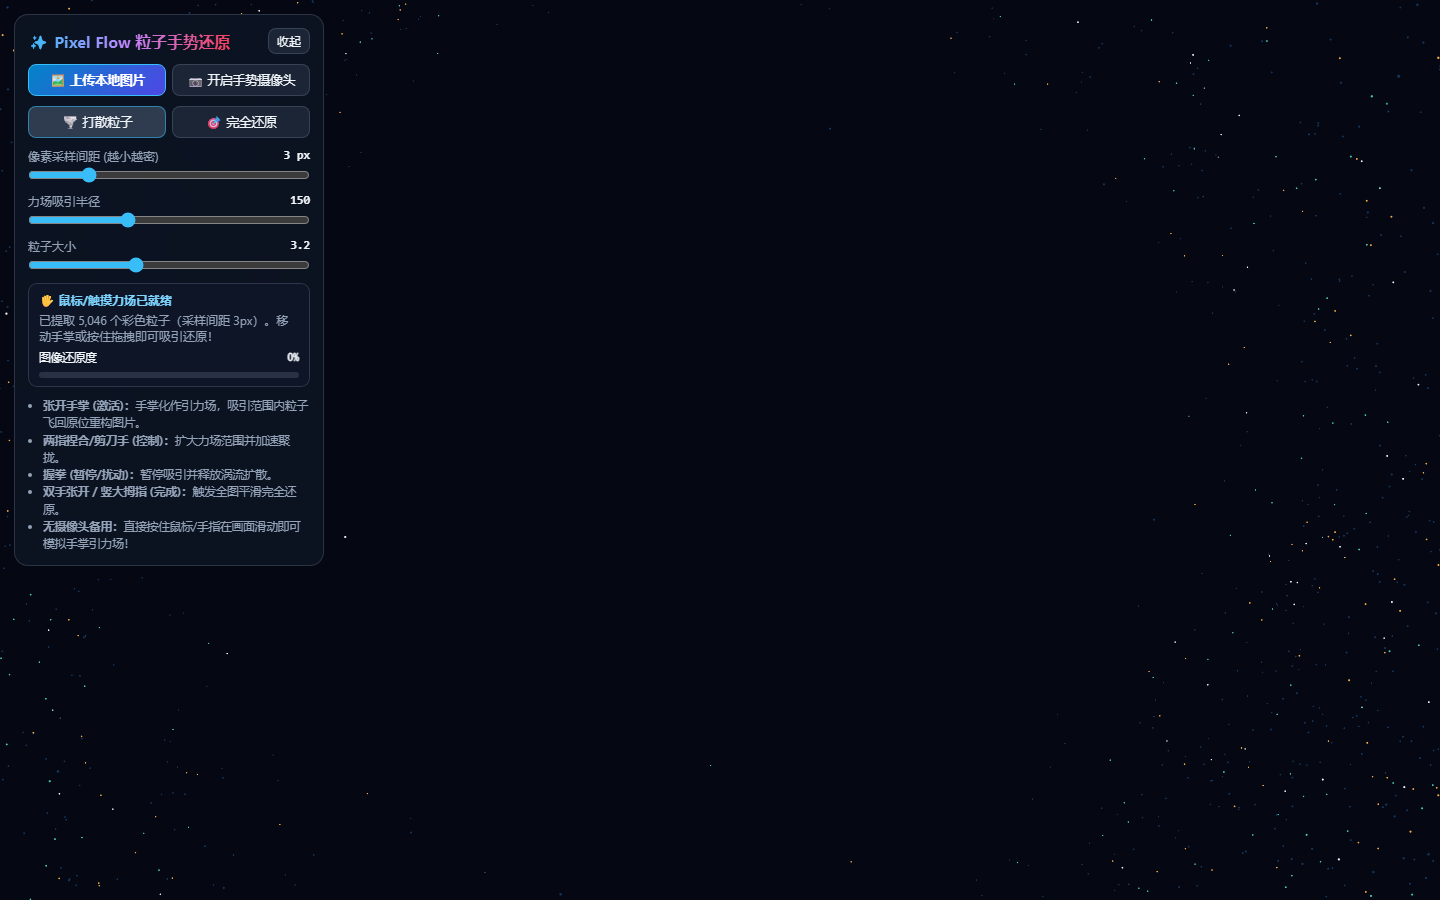 ✨ Pixel Flow 粒子手势还原
收起
🖼️ 上传本地图片
📷 开启手势摄像头
🌪️ 打散粒子
🎯 完全还原
像素采样间距 (越小越密)
3 px
力场吸引半径
150
粒子大小
3.2
🖐️ 鼠标/触摸力场已就绪
已提取 5,046 个彩色粒子（采样间距 3px）。移
动手掌或按住拖拽即可吸引还原！
图像还原度
0%
• 张开手掌 (激活)：手掌化作引力场，吸引范围内粒子
飞回原位重构图片。
• 两指捏合/剪刀手 (控制)：扩大力场范围并加速聚
拢。
• 握拳 (暂停/扰动)：暂停吸引并释放涡流扩散。
• 双手张开 / 竖大拇指 (完成)：触发全图平滑完全还
原。
• 无摄像头备用：直接按住鼠标/手指在画面滑动即可
模拟手掌引力场！